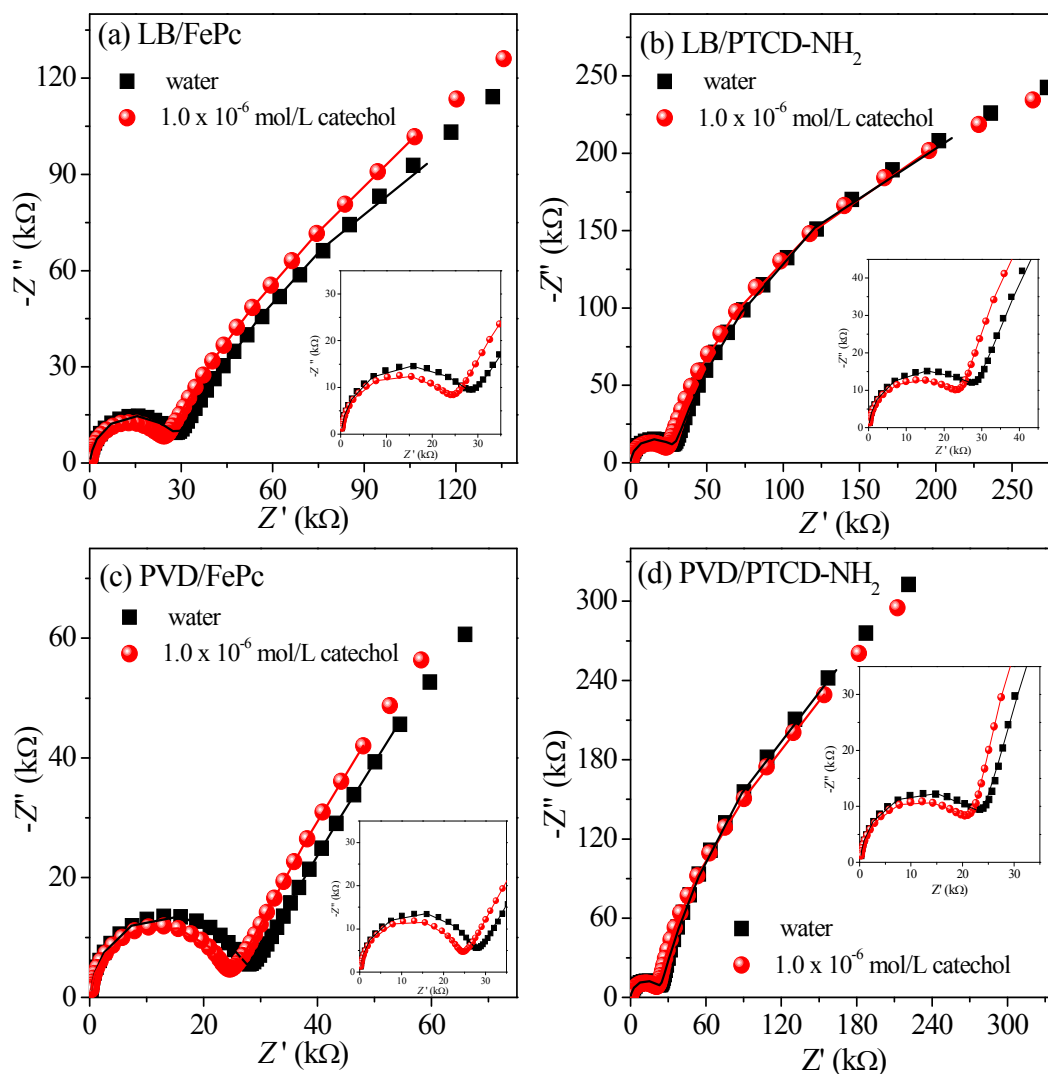 (a) LB/FePc
water
1.0 x 10⁻⁶ mol/L catechol
-Z'' (kΩ)
120
90
60
30
0
0 30 60 90 120
Z' (kΩ)
-Z'' (kΩ)
30
20
10
0
0 10 20 30
Z' (kΩ)
(b) LB/PTCD-NH₂
water
1.0 x 10⁻⁶ mol/L catechol
-Z'' (kΩ)
250
200
150
100
50
0
0 50 100 150 200 250
Z' (kΩ)
-Z'' (kΩ)
40
30
20
10
0
0 10 20 30 40
Z' (kΩ)
(c) PVD/FePc
water
1.0 x 10⁻⁶ mol/L catechol
-Z'' (kΩ)
60
40
20
0
0 20 40 60
Z' (kΩ)
-Z'' (kΩ)
30
20
10
0
0 10 20 30
Z' (kΩ)
(d) PVD/PTCD-NH₂
-Z'' (kΩ)
300
240
180
120
60
0
0 60 120 180 240 300
Z' (kΩ)
-Z'' (kΩ)
30
20
10
0
0 10 20 30
Z' (kΩ)
water
1.0 x 10⁻⁶ mol/L catechol